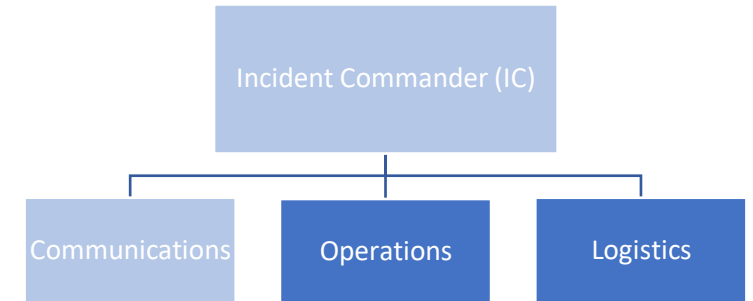 Incident Commander (IC)
Communications
Operations
Logistics